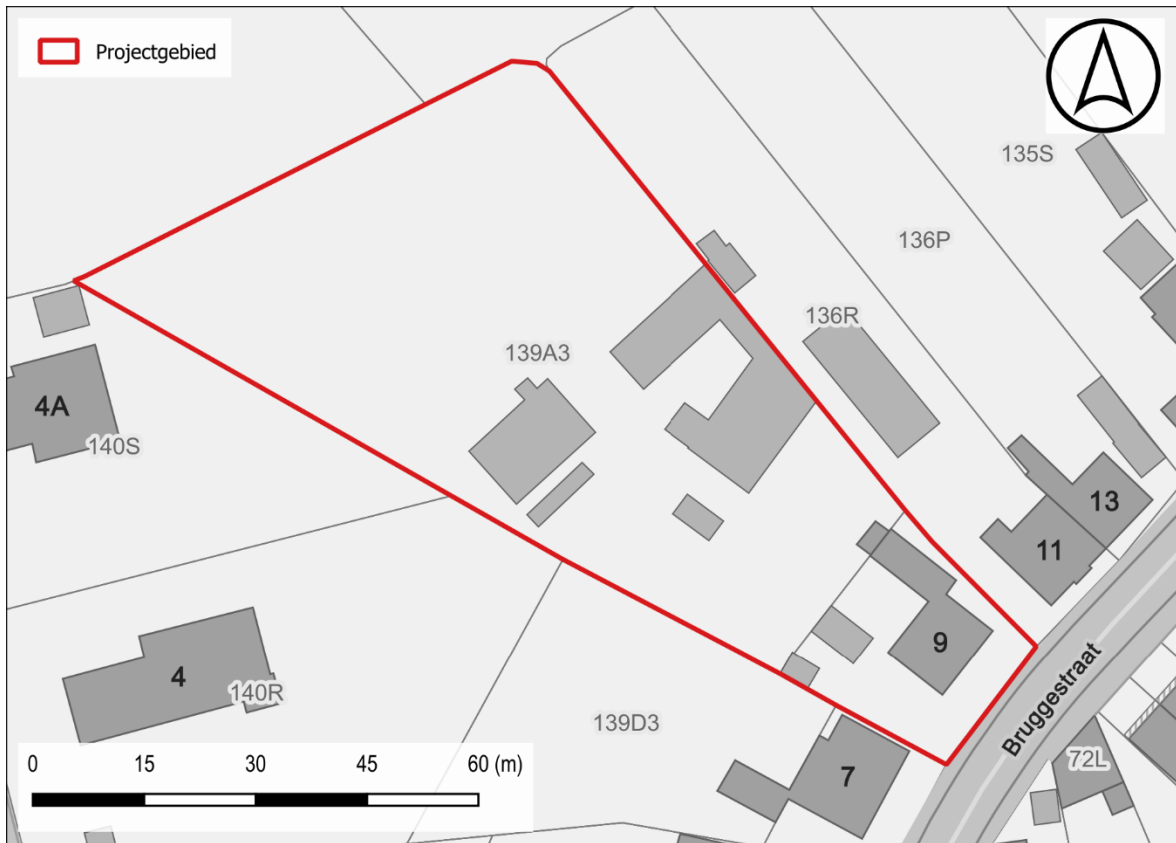 Projectgebied
135S
136P
136R
139A3
4A
140S
13
11
9
4
140R
139D3
Bruggestraat
72L
7
0 15 30 45 60 (m)